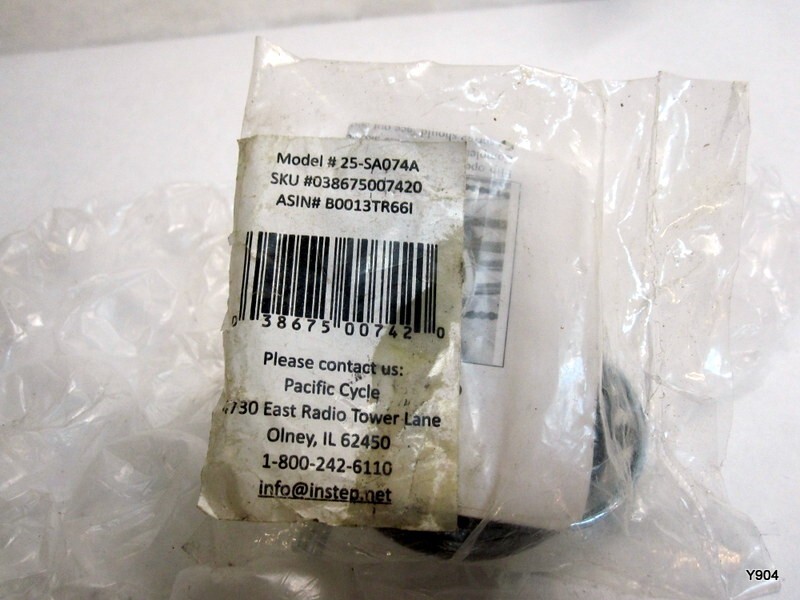 Model # 25-SA074A
SKU #038675007420
ASIN# B0013TR66I
0 38675 00742 0
Please contact us:
Pacific Cycle
4730 East Radio Tower Lane
Olney, IL 62450
1-800-242-6110
info@instep.net
Y904